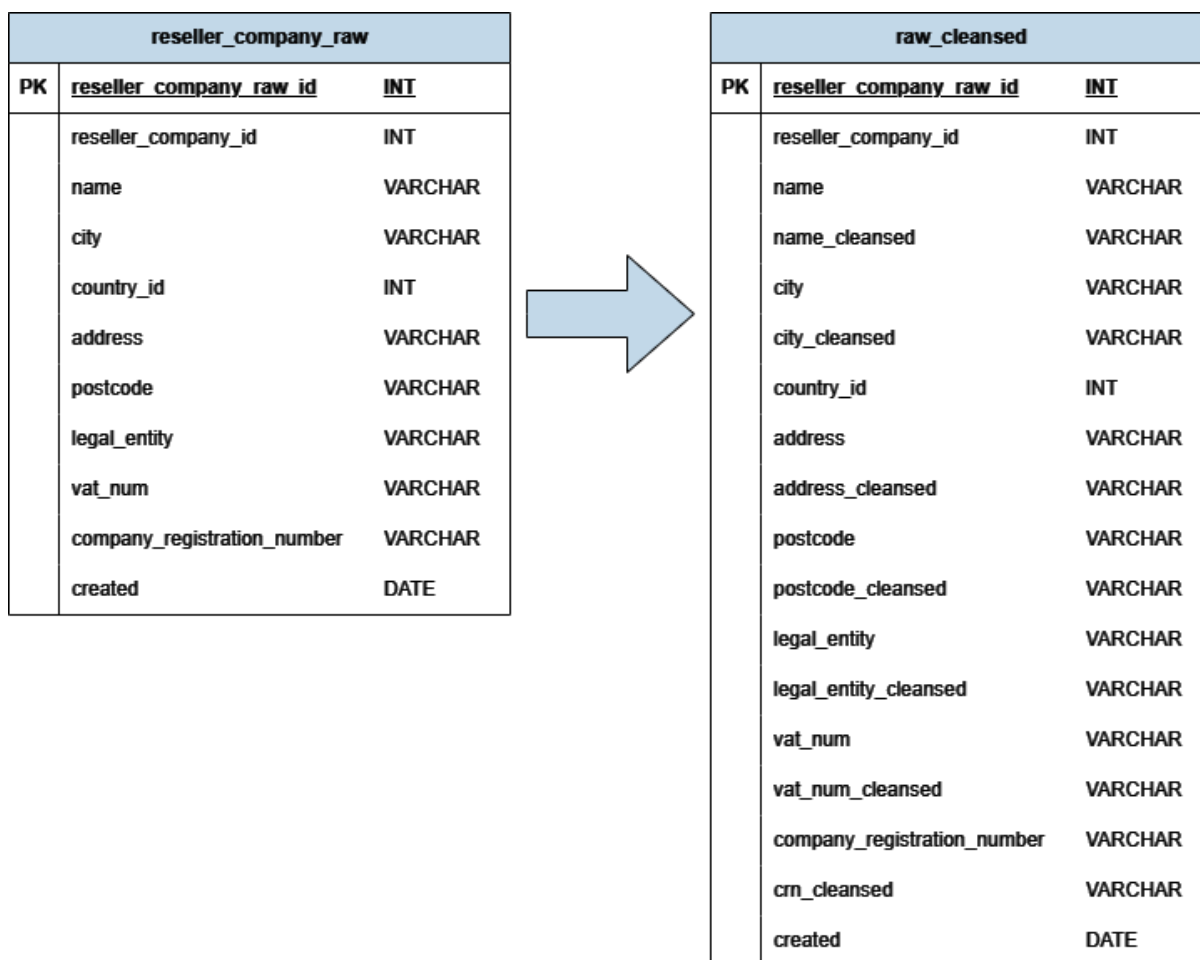 reseller_company_raw
PK reseller_company_raw_id INT
reseller_company_id INT
name VARCHAR
city VARCHAR
country_id INT
address VARCHAR
postcode VARCHAR
legal_entity VARCHAR
vat_num VARCHAR
company_registration_number VARCHAR
created DATE
raw_cleansed
PK reseller_company_raw_id INT
reseller_company_id INT
name VARCHAR
name_cleansed VARCHAR
city VARCHAR
city_cleansed VARCHAR
country_id INT
address VARCHAR
address_cleansed VARCHAR
postcode VARCHAR
postcode_cleansed VARCHAR
legal_entity VARCHAR
legal_entity_cleansed VARCHAR
vat_num VARCHAR
vat_num_cleansed VARCHAR
company_registration_number VARCHAR
crn_cleansed VARCHAR
created DATE